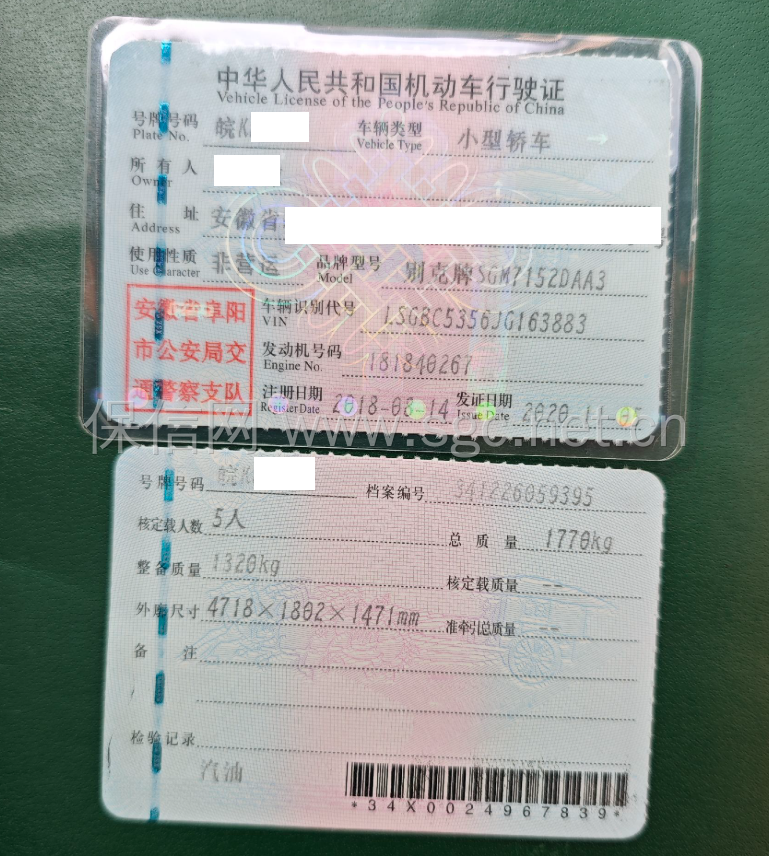 中华人民共和国机动车行驶证
Vehicle License of the People's Republic of China
号牌号码 皖K 车辆类型 小型轿车
Plate No. Vehicle Type
所有人
Owner
住址 安徽省
Address
使用性质 非营运 品牌型号 别克牌SGM7152DAA3
Use Character Model
安徽省阜阳
市公安局交
通警察支队
车辆识别代号 LSGBC5356JG163883
VIN
发动机号码 181840267
Engine No.
注册日期 2018-08-14 发证日期 2020-11-05
Register Date Issue Date
保信网 www.sgc.net.cn
号牌号码 皖K 档案编号 341226059395
核定载人数 5人 总质量 1770kg
整备质量 1320kg 核定载质量 --
外廓尺寸 4718×1802×1471mm 准牵引总质量 --
备注
检验记录
汽油
*34X0024967839*